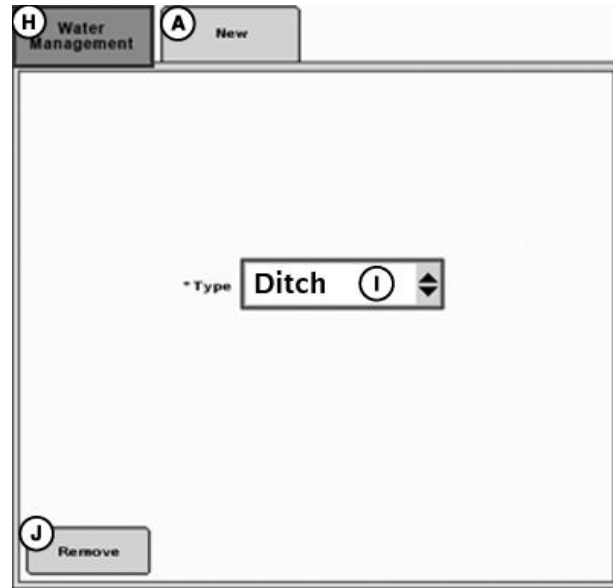 H
Water
Management
A
New
*Type
Ditch
I
J
Remove